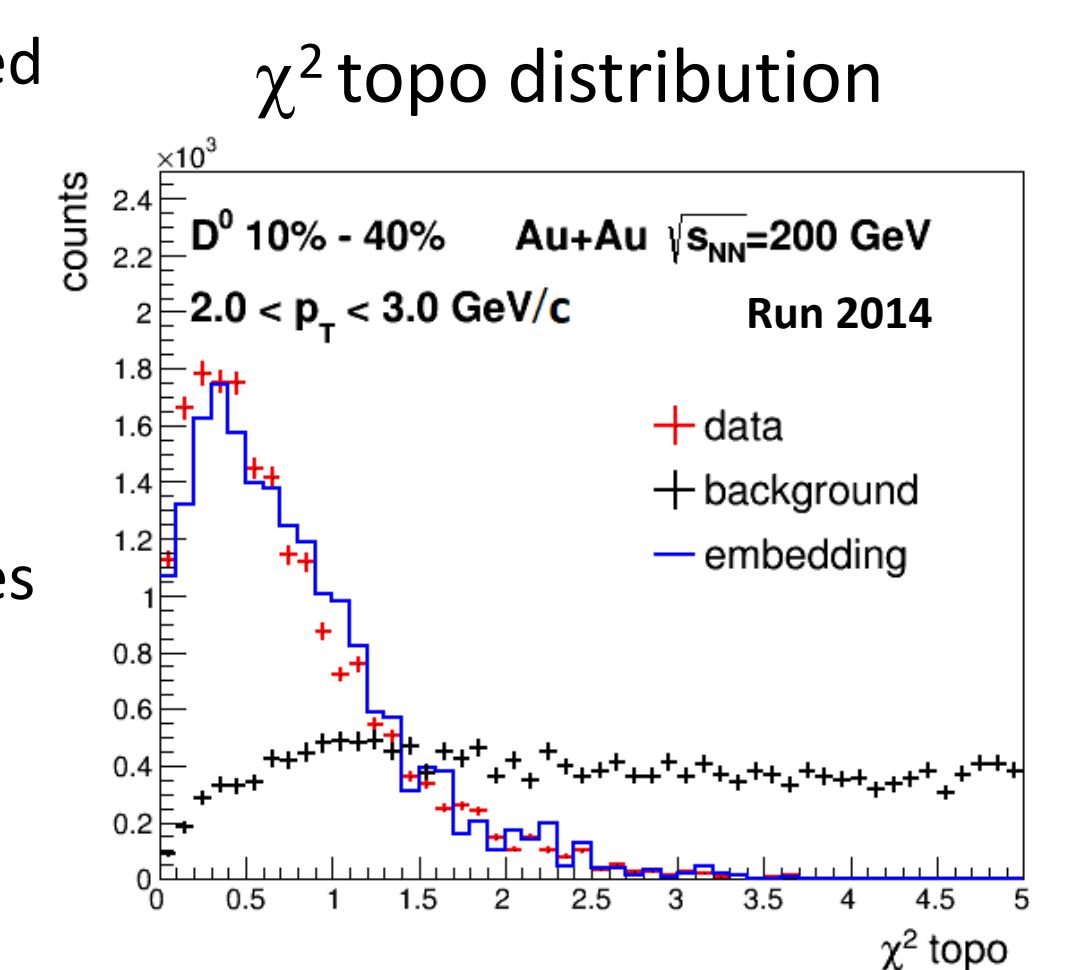 ed
χ² topo distribution
×10³
counts
D⁰ 10% - 40% Au+Au √sNN=200 GeV
2.0 < pT < 3.0 GeV/c Run 2014
data
background
embedding
es
2.4
2.2
2
1.8
1.6
1.4
1.2
1
0.8
0.6
0.4
0.2
0
0 0.5 1 1.5 2 2.5 3 3.5 4 4.5 5
χ² topo